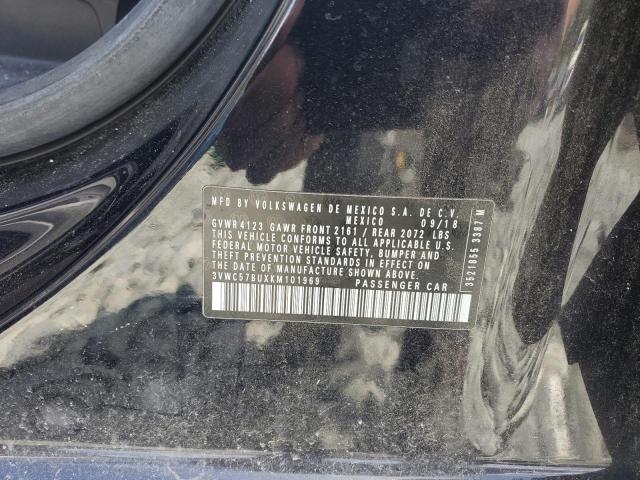 MFD BY VOLKSWAGEN DE MEXICO S.A. DE C.V.
MEXICO 09/18
GVWR 4123 GAWR FRONT 2161 / REAR 2072 LBS
THIS VEHICLE CONFORMS TO ALL APPLICABLE U.S.
FEDERAL MOTOR VEHICLE SAFETY, BUMPER AND
THEFT PREVENTION STANDARDS IN EFFECT ON THE
DATE OF MANUFACTURE SHOWN ABOVE.
3VWC57BUXKM101969 PASSENGER CAR
3521855 3387 M